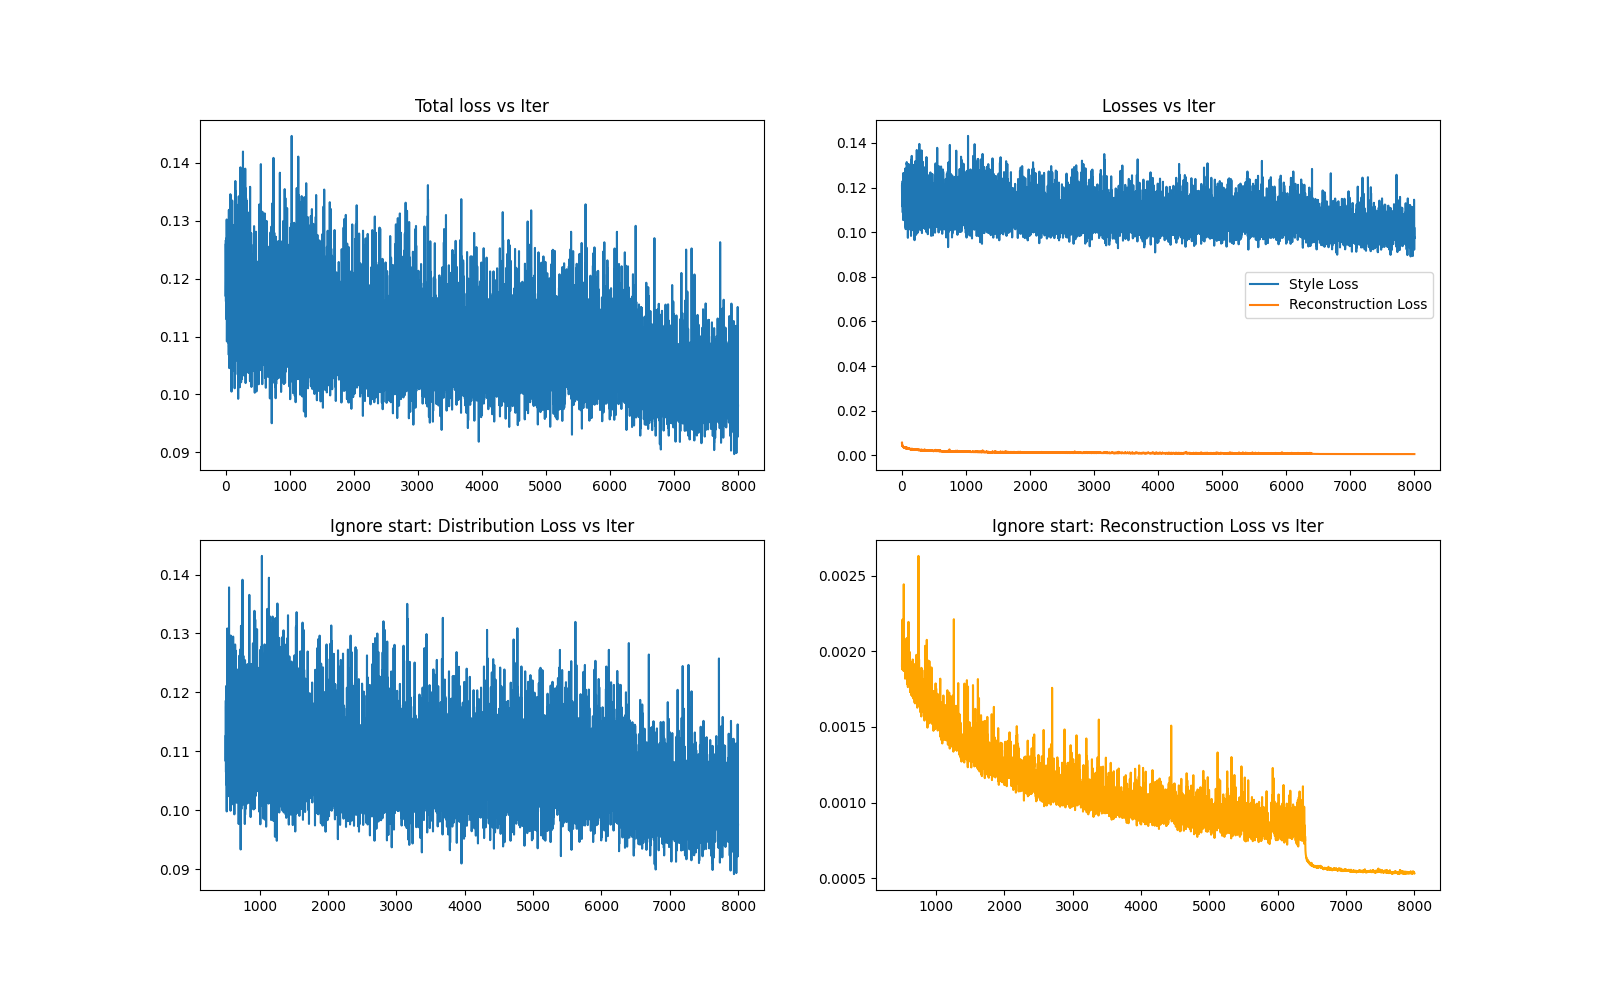 Total loss vs Iter
0.14
0.13
0.12
0.11
0.10
0.09
0 1000 2000 3000 4000 5000 6000 7000 8000
Losses vs Iter
0.14
0.12
0.10
0.08
0.06
0.04
0.02
0.00
Style Loss
Reconstruction Loss
0 1000 2000 3000 4000 5000 6000 7000 8000
Ignore start: Distribution Loss vs Iter
0.14
0.13
0.12
0.11
0.10
0.09
1000 2000 3000 4000 5000 6000 7000 8000
Ignore start: Reconstruction Loss vs Iter
0.0025
0.0020
0.0015
0.0010
0.0005
1000 2000 3000 4000 5000 6000 7000 8000